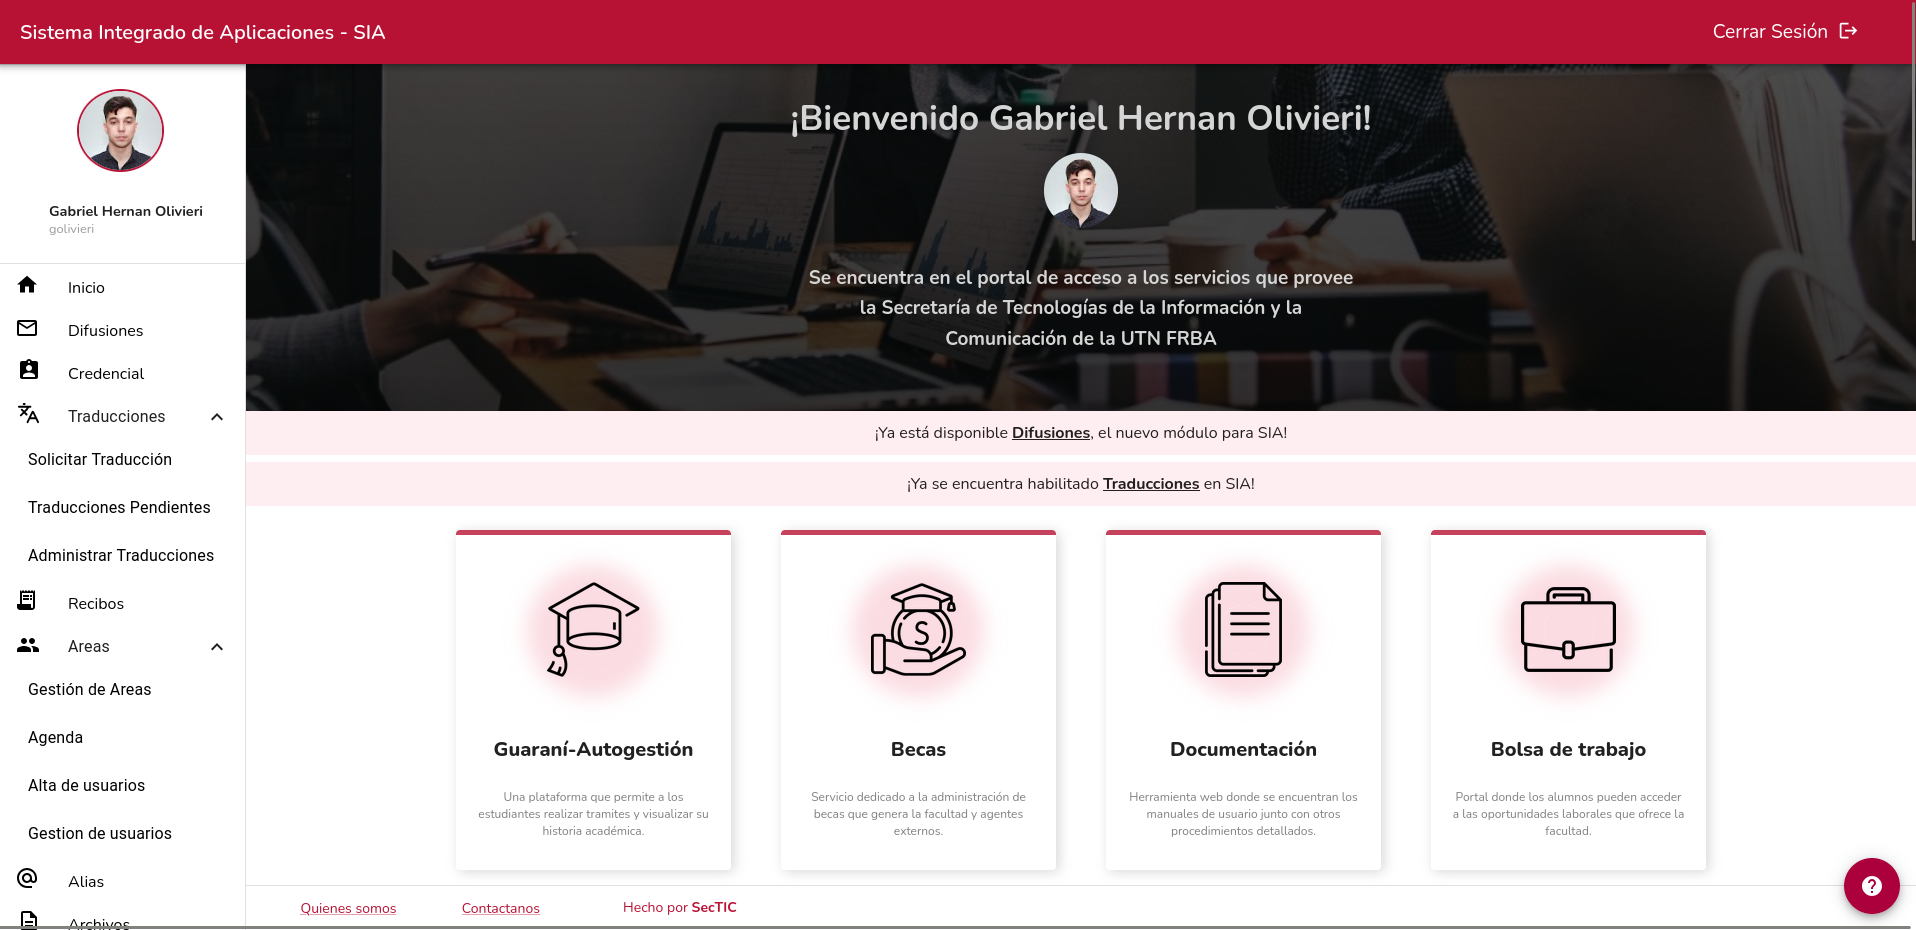 Sistema Integrado de Aplicaciones - SIA
Cerrar Sesión
Gabriel Hernan Olivieri
golivieri
Inicio
Difusiones
Credencial
Traducciones
Solicitar Traducción
Traducciones Pendientes
Administrar Traducciones
Recibos
Areas
Gestión de Areas
Agenda
Alta de usuarios
Gestion de usuarios
Alias
Archivos
¡Bienvenido Gabriel Hernan Olivieri!
Se encuentra en el portal de acceso a los servicios que provee
la Secretaría de Tecnologías de la Información y la
Comunicación de la UTN FRBA
¡Ya está disponible Difusiones, el nuevo módulo para SIA!
¡Ya se encuentra habilitado Traducciones en SIA!
Guaraní-Autogestión
Una plataforma que permite a los
estudiantes realizar tramites y visualizar su
historia académica.
Becas
Servicio dedicado a la administración de
becas que genera la facultad y agentes
externos.
Documentación
Herramienta web donde se encuentran los
manuales de usuario junto con otros
procedimientos detallados.
Bolsa de trabajo
Portal donde los alumnos pueden acceder
a las oportunidades laborales que ofrece la
facultad.
Quienes somos
Contactanos
Hecho por SecTIC